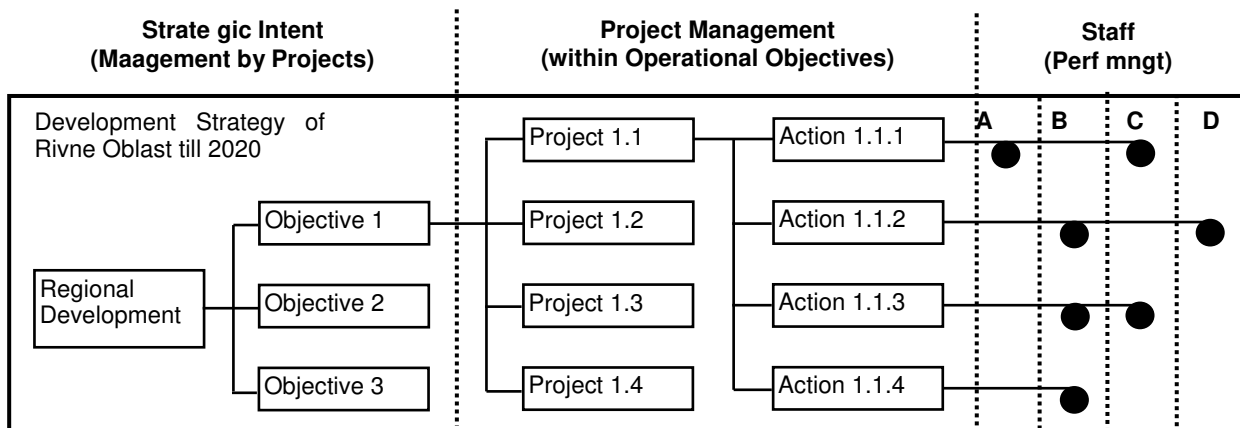 Strate gic Intent
(Maagement by Projects)
Project Management
(within Operational Objectives)
Staff
(Perf mngt)
Development Strategy of
Rivne Oblast till 2020
A B C D
Project 1.1
Action 1.1.1
Objective 1
Project 1.2
Action 1.1.2
Regional
Development
Objective 2
Project 1.3
Action 1.1.3
Objective 3
Project 1.4
Action 1.1.4